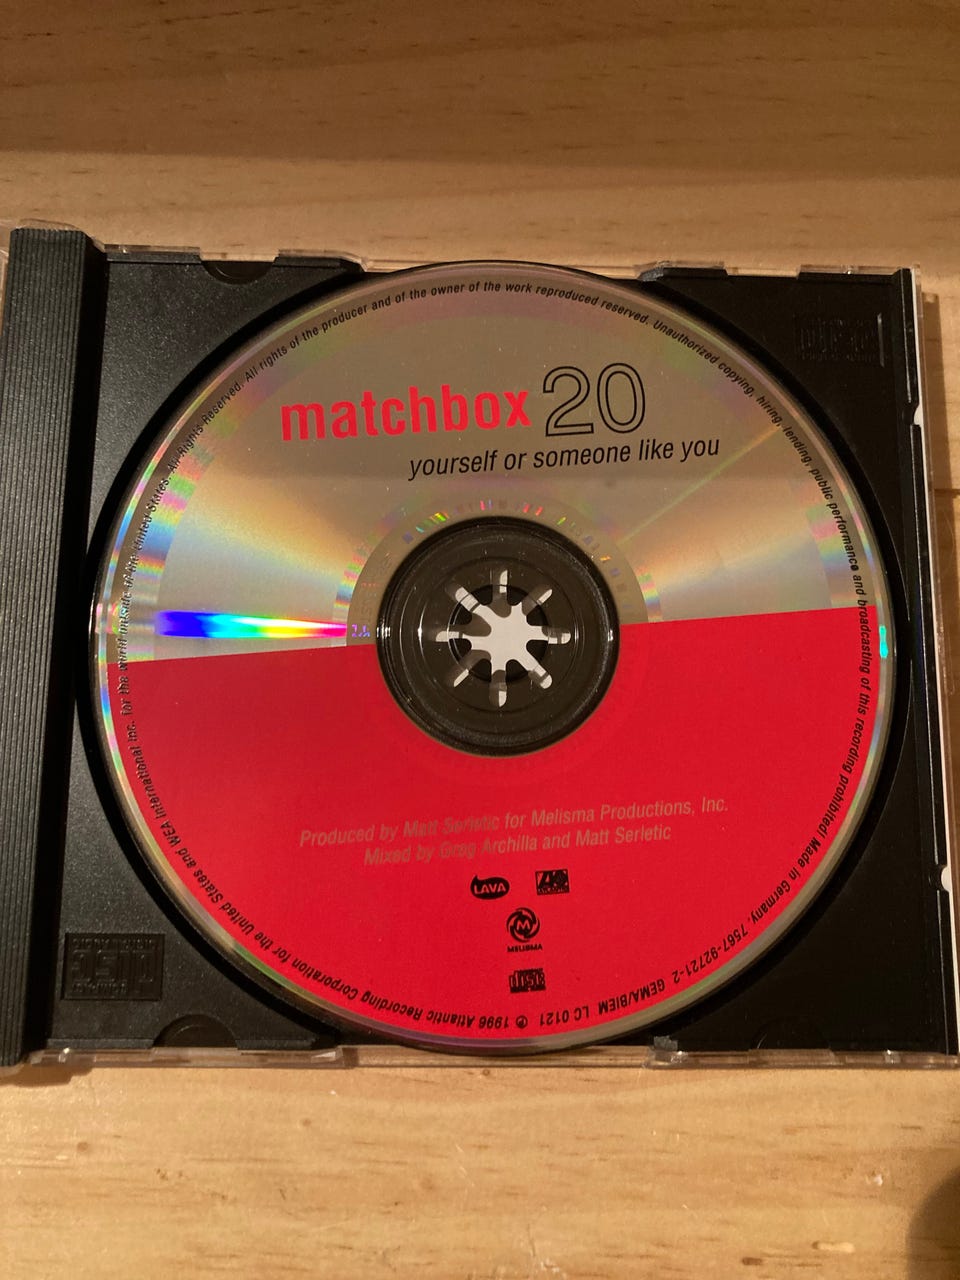 matchbox 20
yourself or someone like you
Produced by Matt Serletic for Melisma Productions, Inc.
Mixed by Greg Archilla and Matt Serletic
LAVA
ATLANTIC
M
MELISMA
disc
℗ 1996 Atlantic Recording Corporation for the United States and WEA International Inc. for the world outside of the United States. All Rights Reserved. All rights of the producer and of the owner of the work reproduced reserved. Unauthorized copying, hiring, lending, public performance and broadcasting of this recording prohibited! Made in Germany. 7567-92721-2 GEMA/BIEM LC 0121